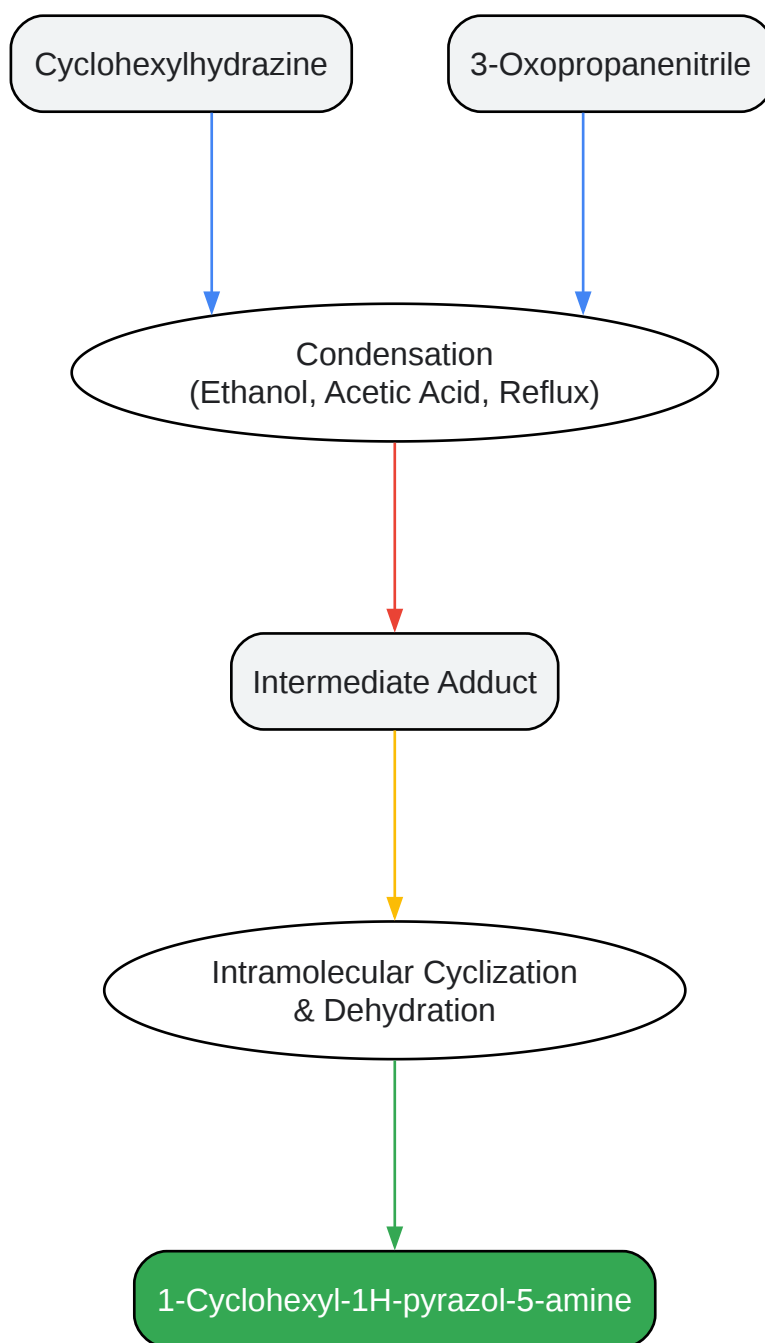 Cyclohexylhydrazine
3-Oxopropanenitrile
Condensation
(Ethanol, Acetic Acid, Reflux)
Intermediate Adduct
Intramolecular Cyclization
& Dehydration
1-Cyclohexyl-1H-pyrazol-5-amine